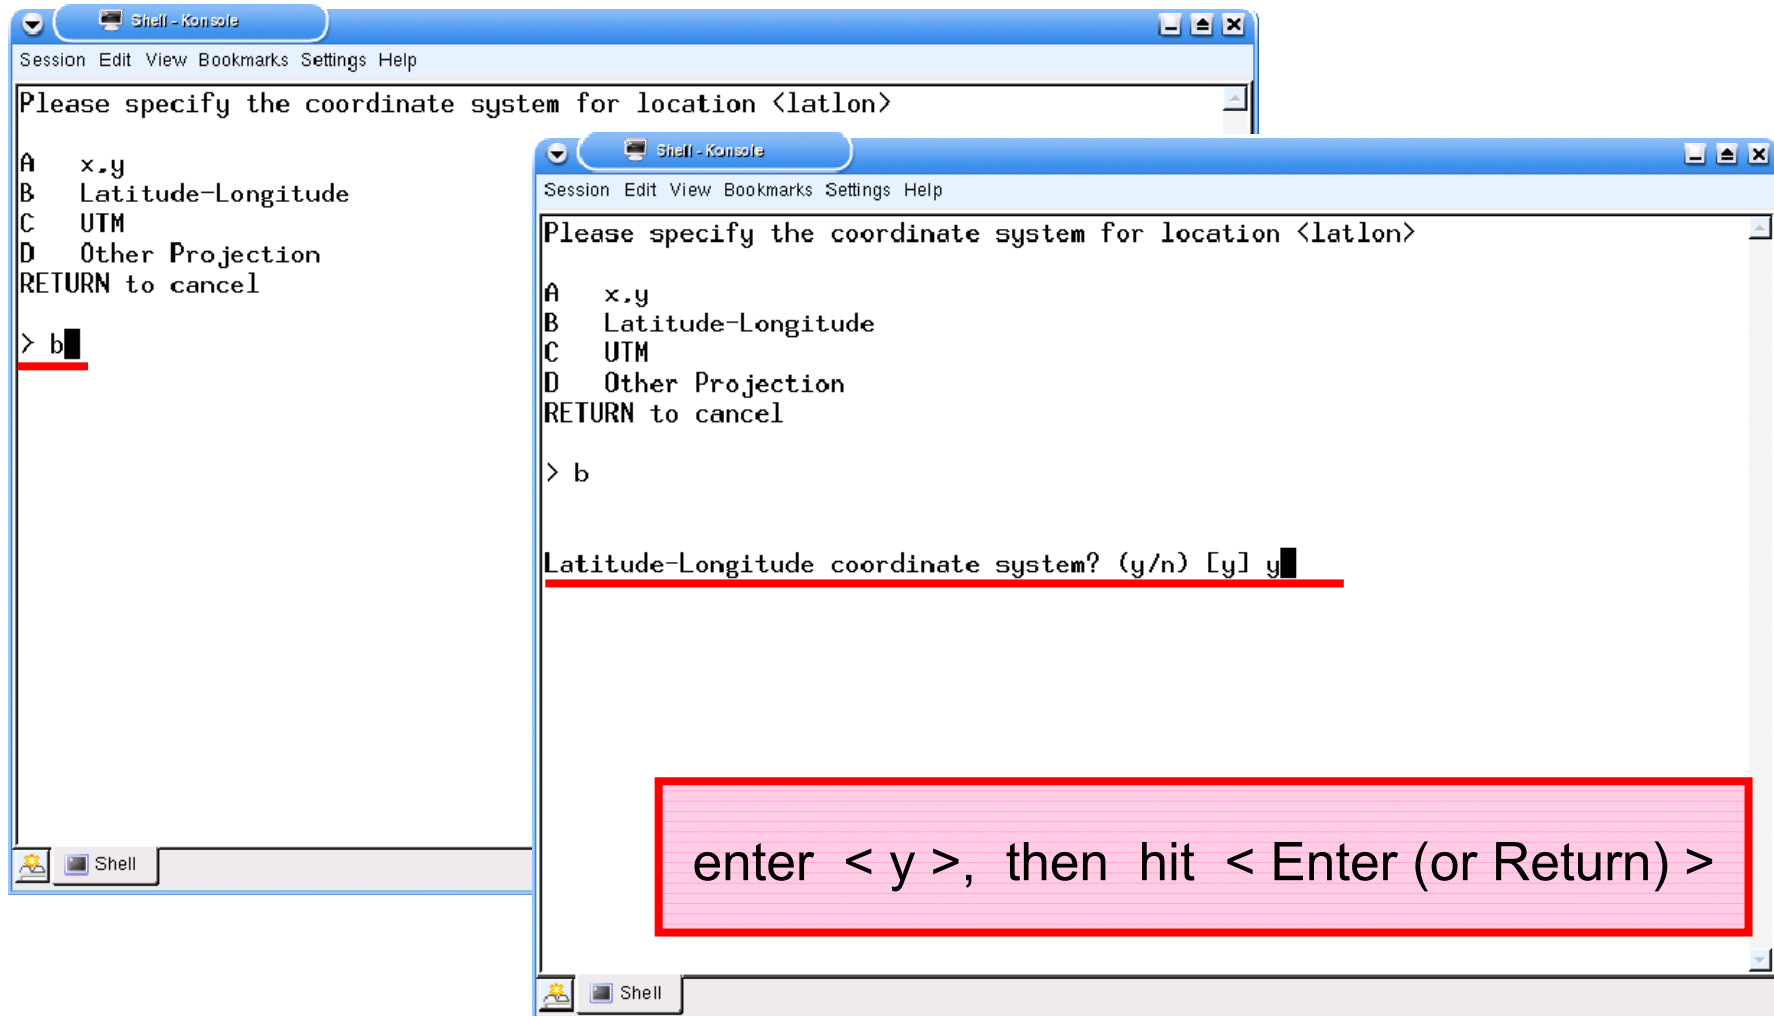 Shell - Konsole
Session Edit View Bookmarks Settings Help
Please specify the coordinate system for location <latlon>
A x,y
B Latitude-Longitude
C UTM
D Other Projection
RETURN to cancel
> b
Shell
Shell - Konsole
Session Edit View Bookmarks Settings Help
Please specify the coordinate system for location <latlon>
A x,y
B Latitude-Longitude
C UTM
D Other Projection
RETURN to cancel
> b
Latitude-Longitude coordinate system? (y/n) [y] y
enter < y >, then hit < Enter (or Return) >
Shell